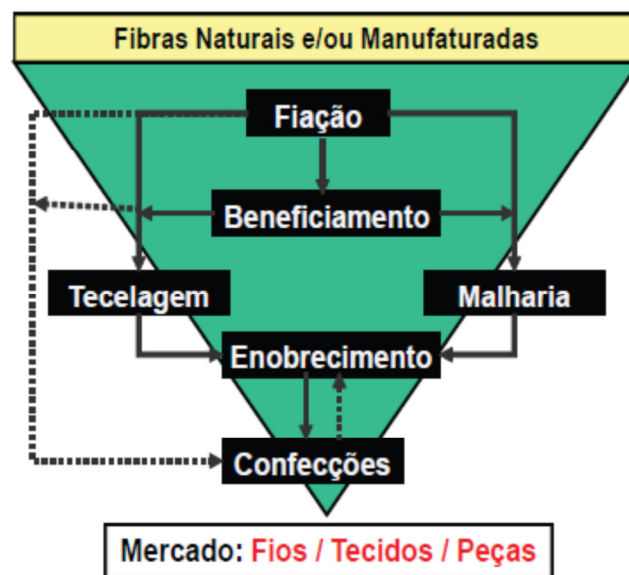 Fibras Naturais e/ou Manufaturadas
Fiação
Beneficiamento
Tecelagem
Malharia
Enobrecimento
Confecções
Mercado: Fios / Tecidos / Peças